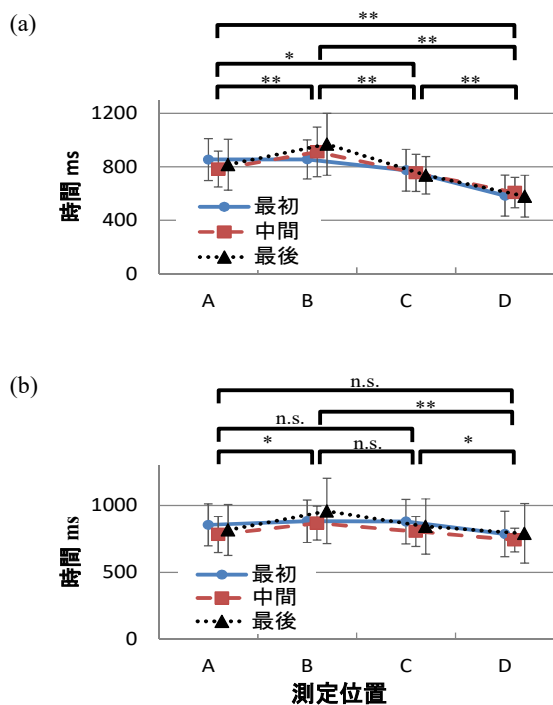 (a)
**
**
*
** ** **
1200
800
400
0
時間 ms
最初
中間
最後
A B C D
(b)
n.s.
**
n.s.
* n.s. *
1000
500
0
時間 ms
最初
中間
最後
A B C D
測定位置